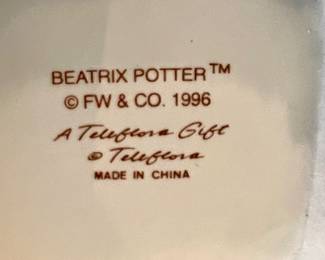 BEATRIX POTTER™
© FW & CO. 1996
A Teleflora Gift
© Teleflora
MADE IN CHINA